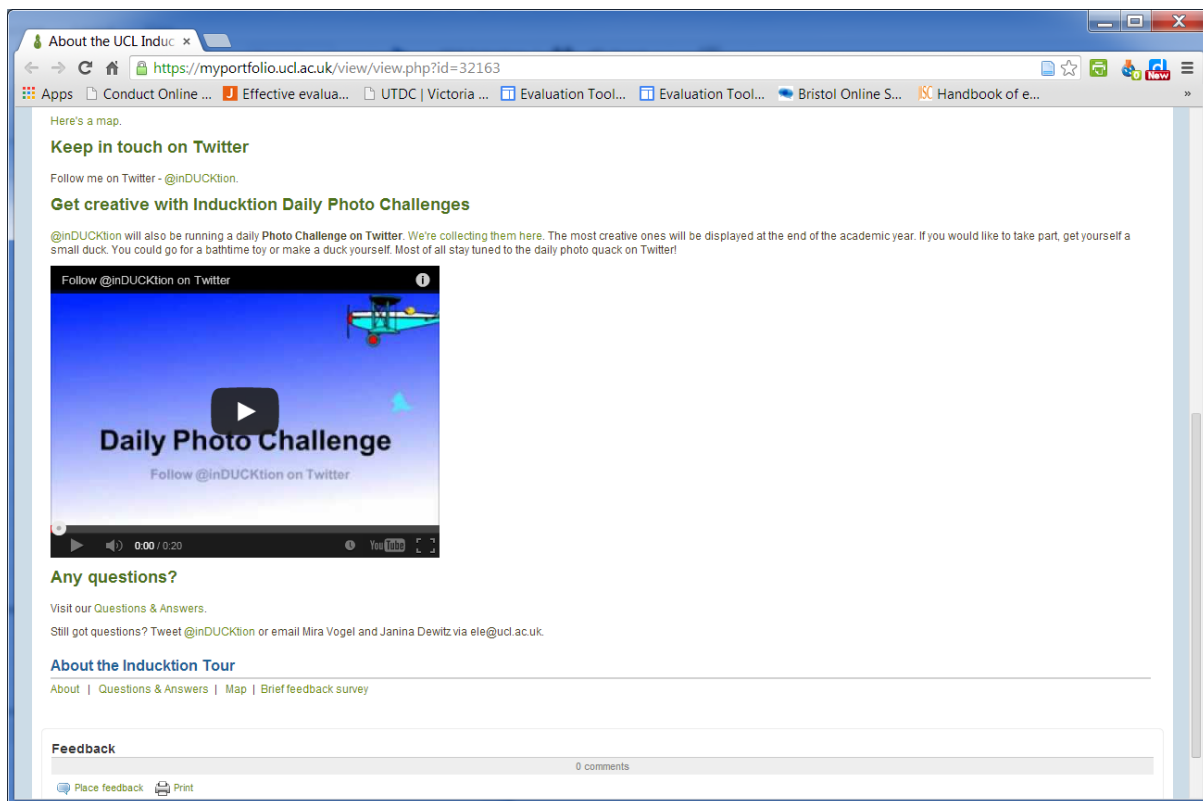 About the UCL Induc
https://myportfolio.ucl.ac.uk/view/view.php?id=32163
New
Apps Conduct Online ... Effective evalua... UTDC | Victoria ... Evaluation Tool... Evaluation Tool... Bristol Online S... Handbook of e... »
Here's a map.
Keep in touch on Twitter
Follow me on Twitter - @inDUCKtion.
Get creative with Inducktion Daily Photo Challenges
@inDUCKtion will also be running a daily Photo Challenge on Twitter. We're collecting them here. The most creative ones will be displayed at the end of the academic year. If you would like to take part, get yourself a
small duck. You could go for a bathtime toy or make a duck yourself. Most of all stay tuned to the daily photo quack on Twitter!
Follow @inDUCKtion on Twitter
Daily Photo Challenge
Follow @inDUCKtion on Twitter
0:00 / 0:20 YouTube
Any questions?
Visit our Questions & Answers.
Still got questions? Tweet @inDUCKtion or email Mira Vogel and Janina Dewitz via ele@ucl.ac.uk.
About the Inducktion Tour
About | Questions & Answers | Map | Brief feedback survey
Feedback
0 comments
Place feedback Print